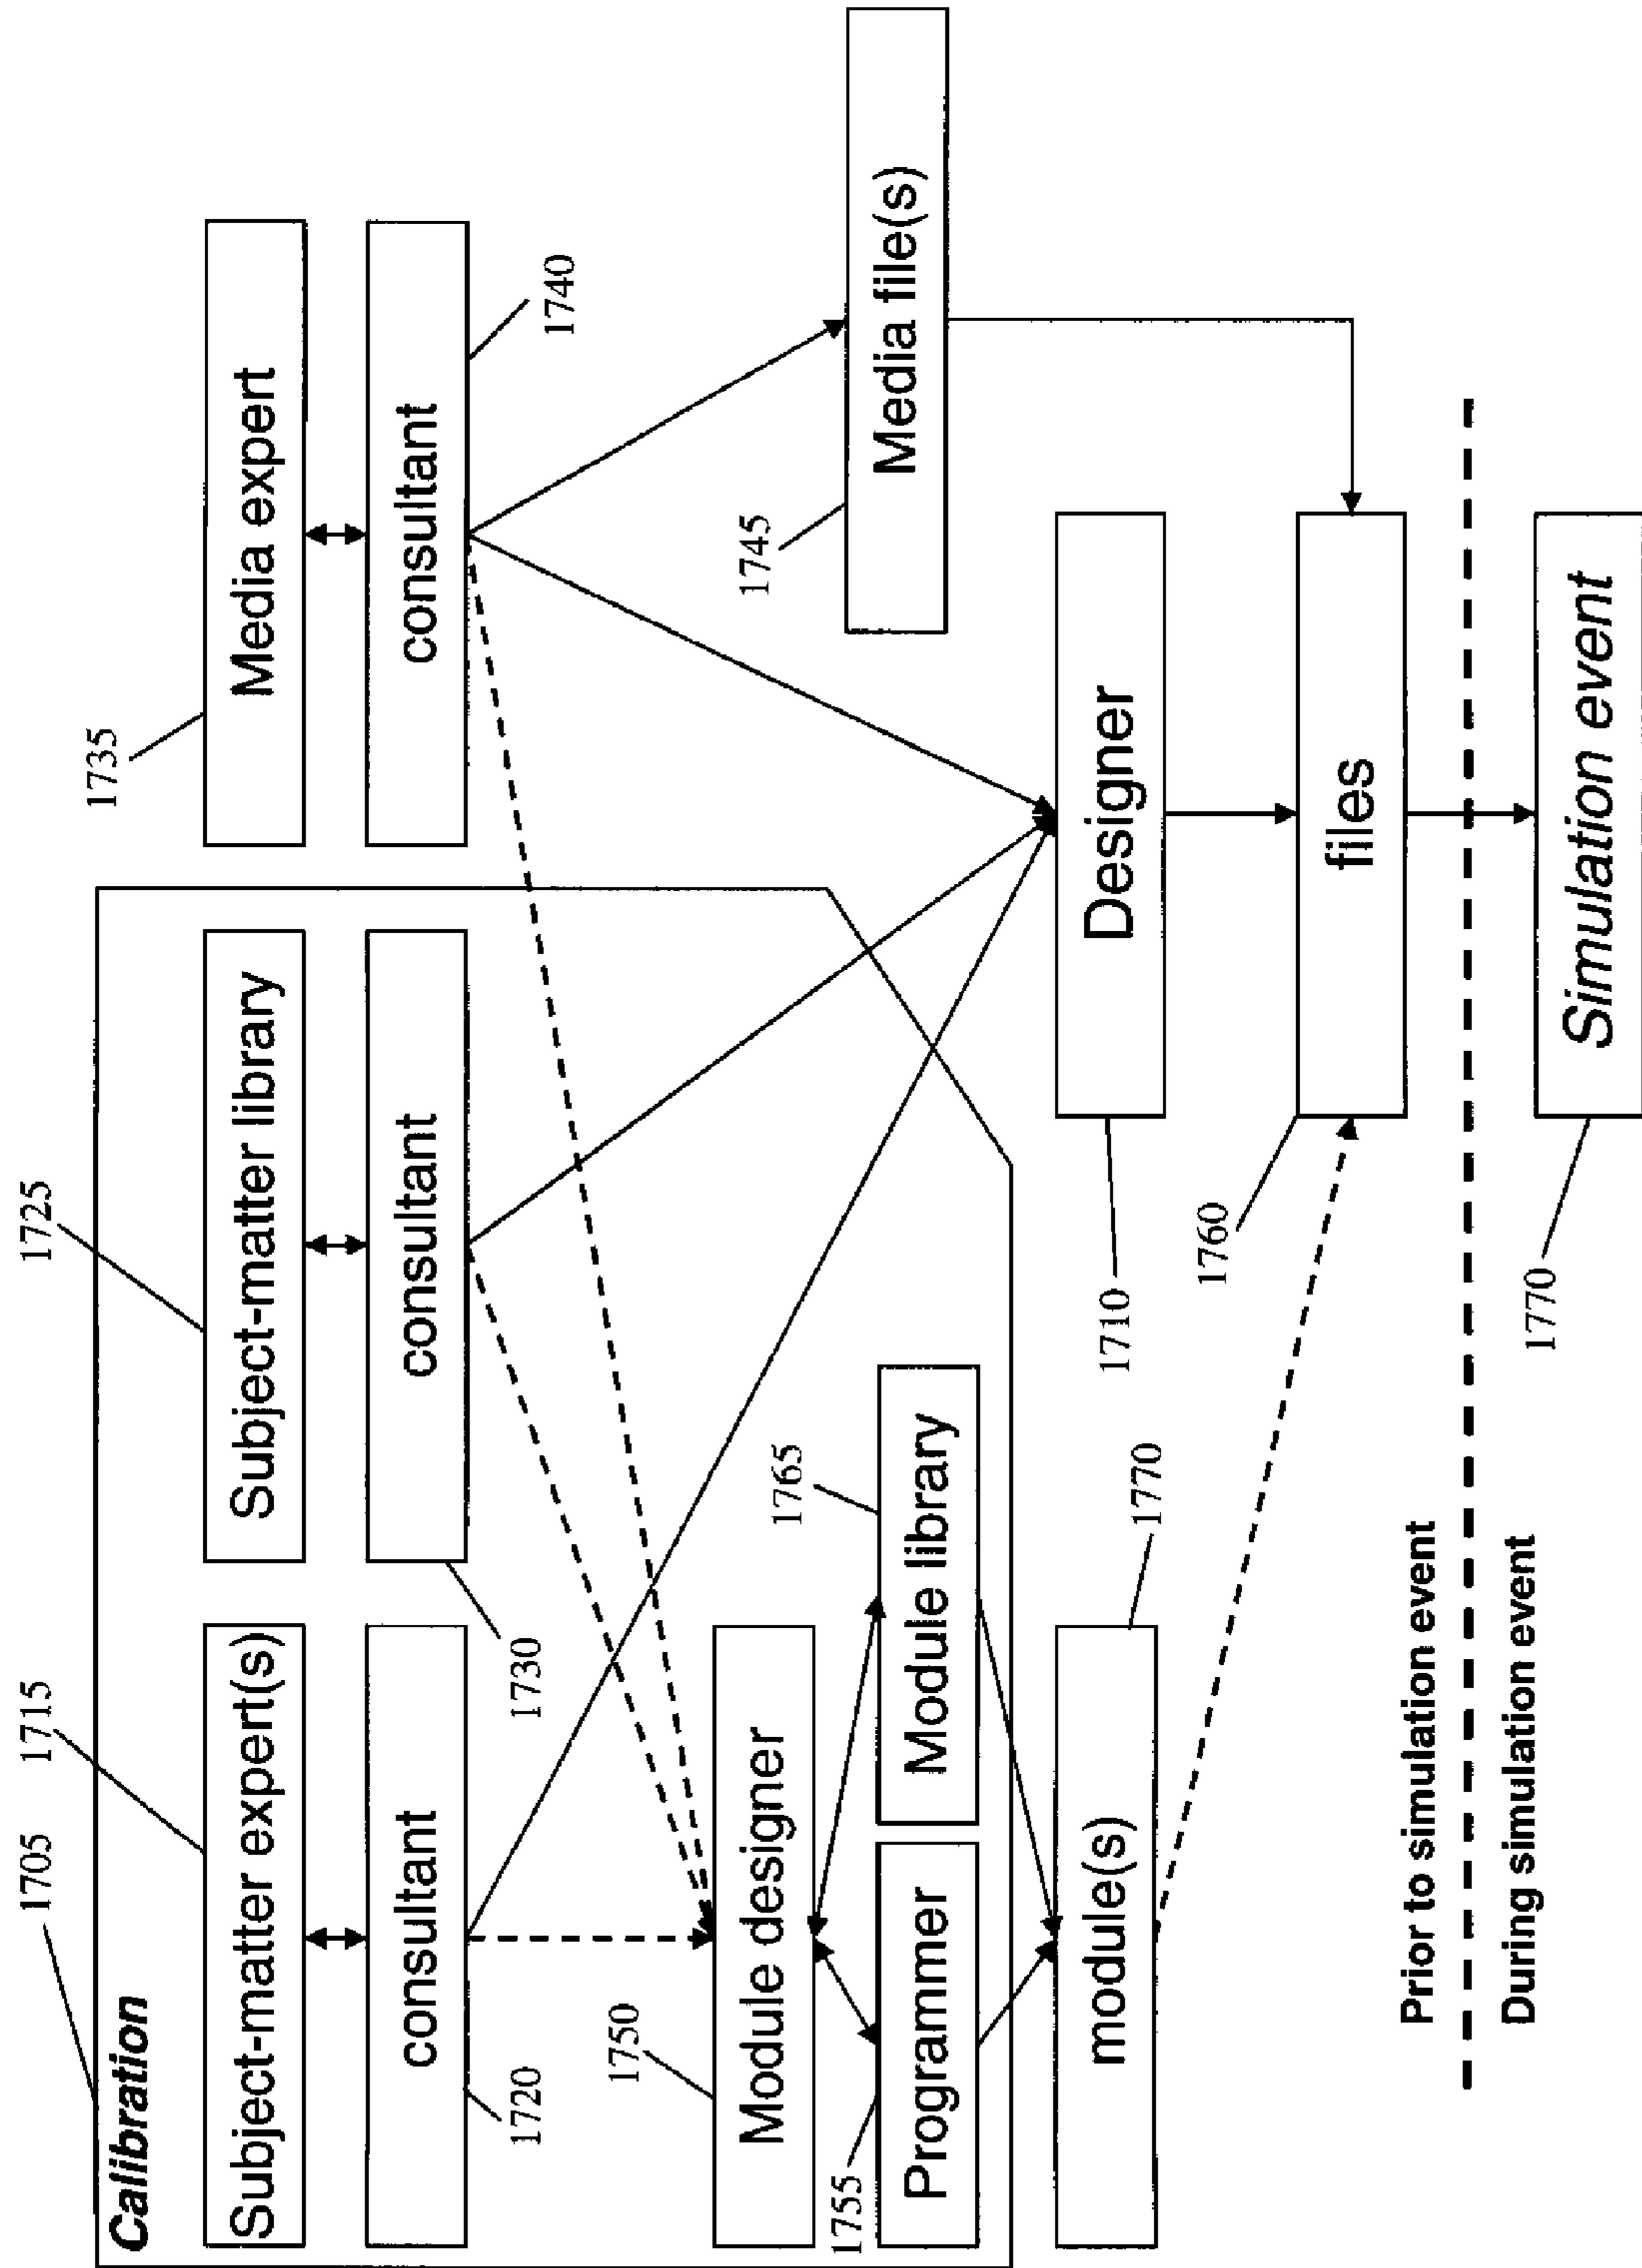 1705
1715
1725
1735
Calibration
Subject-matter expert(s)
Subject-matter library
Media expert
consultant
consultant
consultant
1720
1730
1740
1750
Module designer
1745
Media file(s)
1755
1765
Programmer
Module library
module(s)
1770
1710
Designer
1760
files
Prior to simulation event
During simulation event
1770
Simulation event